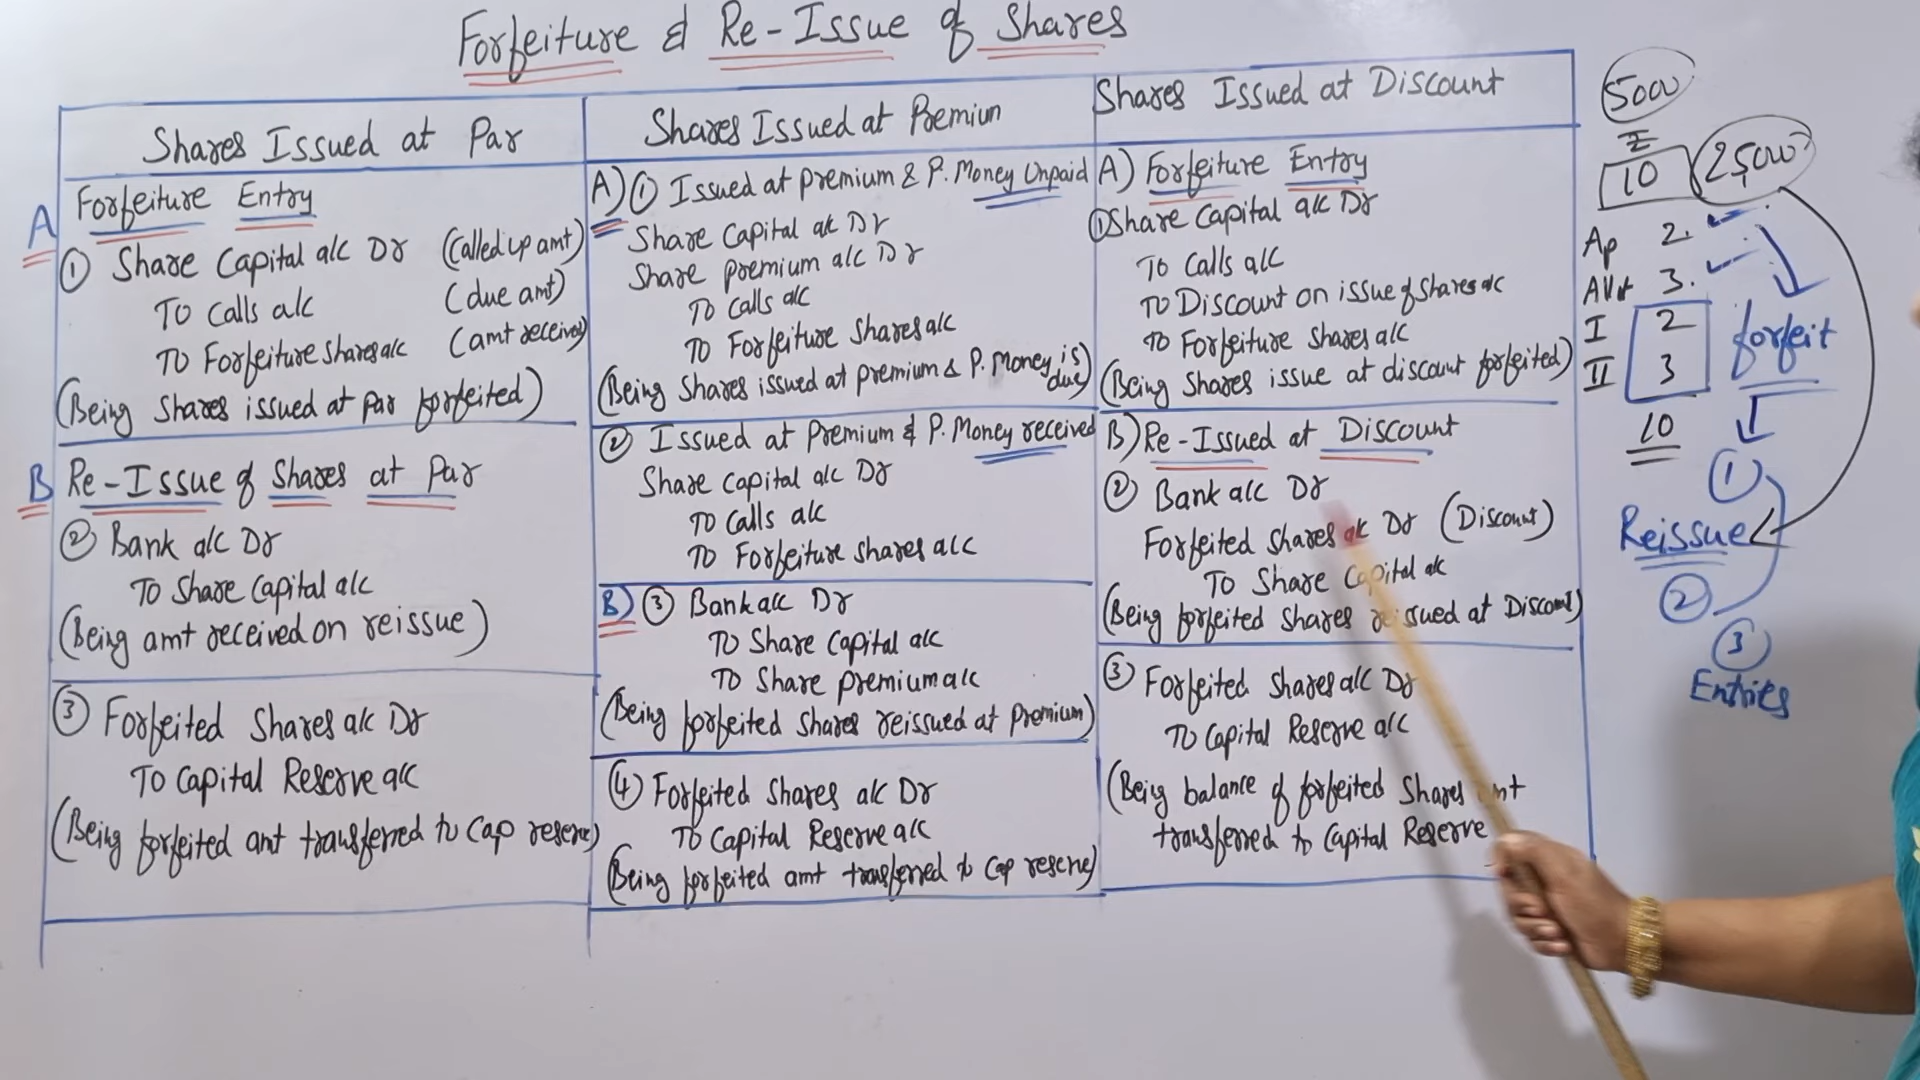 Forfeiture & Re-Issue of Shares
Shares Issued at Par
A
Forfeiture Entry
① Share Capital a/c Dr (Called up amt)
To Calls a/c (due amt)
To Forfeiture shares a/c (amt received)
(Being Shares issued at Par forfeited)
B
Re-Issue of Shares at Par
② Bank a/c Dr
To Share Capital a/c
(Being amt received on reissue)
③ Forfeited Shares a/c Dr
To Capital Reserve a/c
(Being forfeited amt transferred to Cap reserve)
Shares Issued at Premiun
A) ① Issued at premium & P. Money Unpaid
Share Capital a/c Dr
Share premium a/c Dr
To Calls a/c
To Forfeiture Shares a/c
(Being Shares issued at premium & P. Money is due)
② Issued at Premium & P. Money received
Share Capital a/c Dr
To Calls a/c
To Forfeiture shares a/c
B) ③ Bank a/c Dr
To Share Capital a/c
To Share premium a/c
(Being forfeited shares reissued at Premium)
④ Forfeited Shares a/c Dr
To Capital Reserve a/c
(Being forfeited amt transferred to Cap reserve)
Shares Issued at Discount
A) Forfeiture Entry
① Share Capital a/c Dr
To Calls a/c
To Discount on issue of shares a/c
To Forfeiture Shares a/c
(Being Shares issue at discount forfeited)
B) Re-Issued at Discount
② Bank a/c Dr
Forfeited shares a/c Dr (Discount)
To Share Capital a/c
(Being forfeited shares reissued at Discount)
③ Forfeited Shares a/c Dr
To Capital Reserve a/c
(Being balance of forfeited Shares amt
transferred to Capital Reserve
5000
10
Ap 2
3
I 2
II 3
10
forfeit
①
Reissue
②
③
Entries